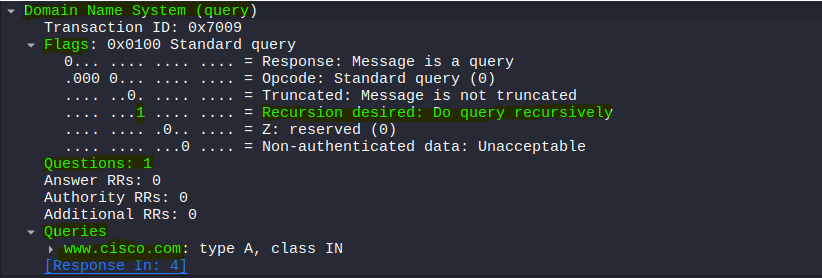 Domain Name System (query)
Transaction ID: 0x7009
Flags: 0x0100 Standard query
0... .... .... .... = Response: Message is a query
.000 0... .... .... = Opcode: Standard query (0)
.... ..0. .... .... = Truncated: Message is not truncated
.... ...1 .... .... = Recursion desired: Do query recursively
.... .... .0.. .... = Z: reserved (0)
.... .... ...0 .... = Non-authenticated data: Unacceptable
Questions: 1
Answer RRs: 0
Authority RRs: 0
Additional RRs: 0
Queries
www.cisco.com: type A, class IN
[Response In: 4]